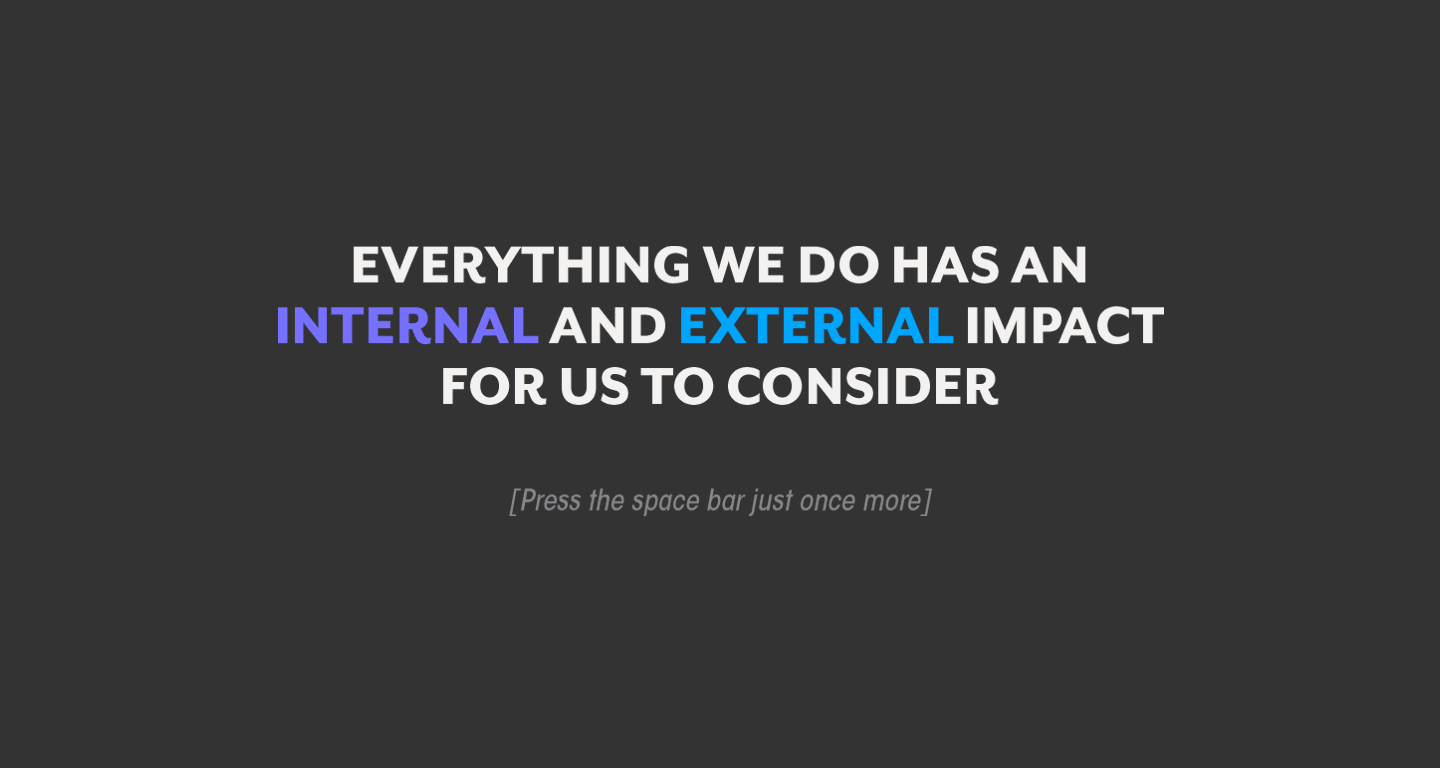 EVERYTHING WE DO HAS AN
INTERNAL AND EXTERNAL IMPACT
FOR US TO CONSIDER
[Press the space bar just once more]